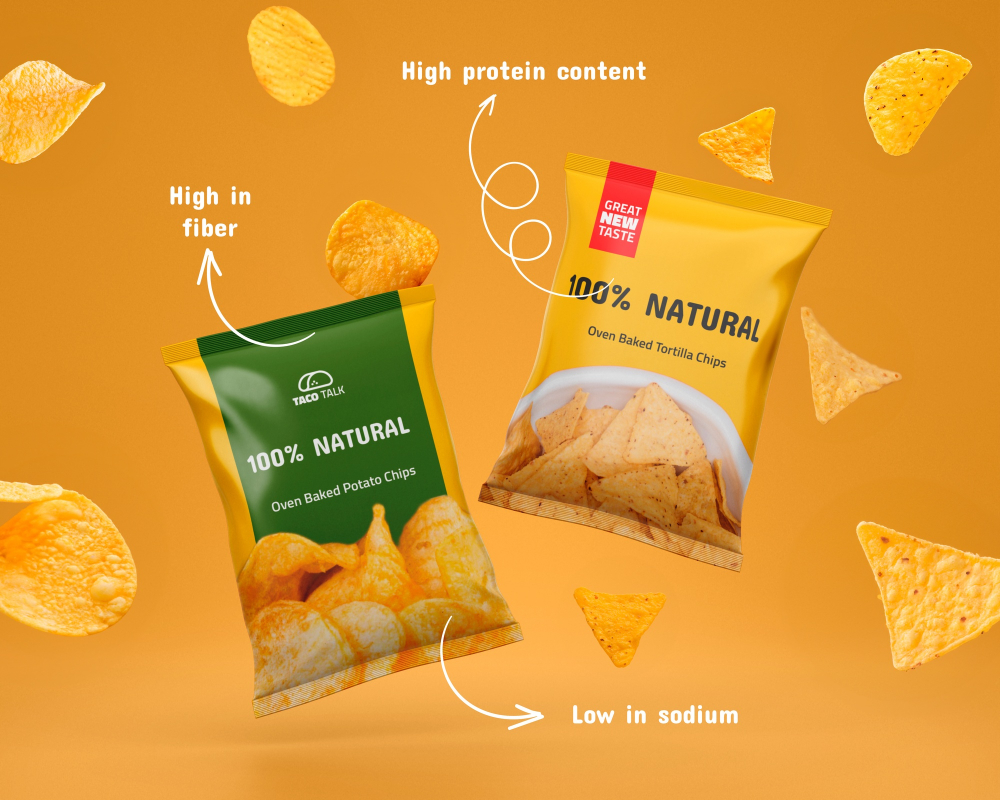 High protein content
High in
fiber
GREAT
NEW
TASTE
100% NATURAL
Oven Baked Tortilla Chips
TACO TALK
100% NATURAL
Oven Baked Potato Chips
Low in sodium